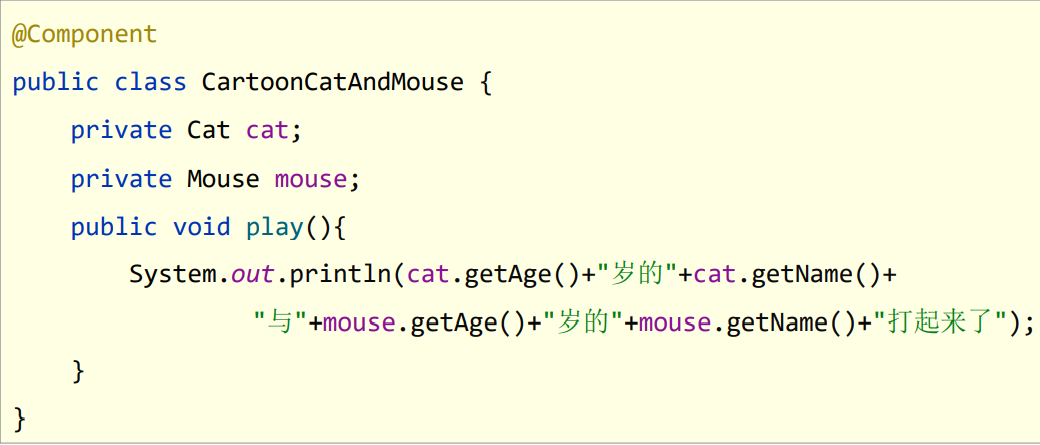 @Component
public class CartoonCatAndMouse {
    private Cat cat;
    private Mouse mouse;
    public void play(){
        System.out.println(cat.getAge()+"岁的"+cat.getName()+
                "与"+mouse.getAge()+"岁的"+mouse.getName()+"打起来了");
    }
}